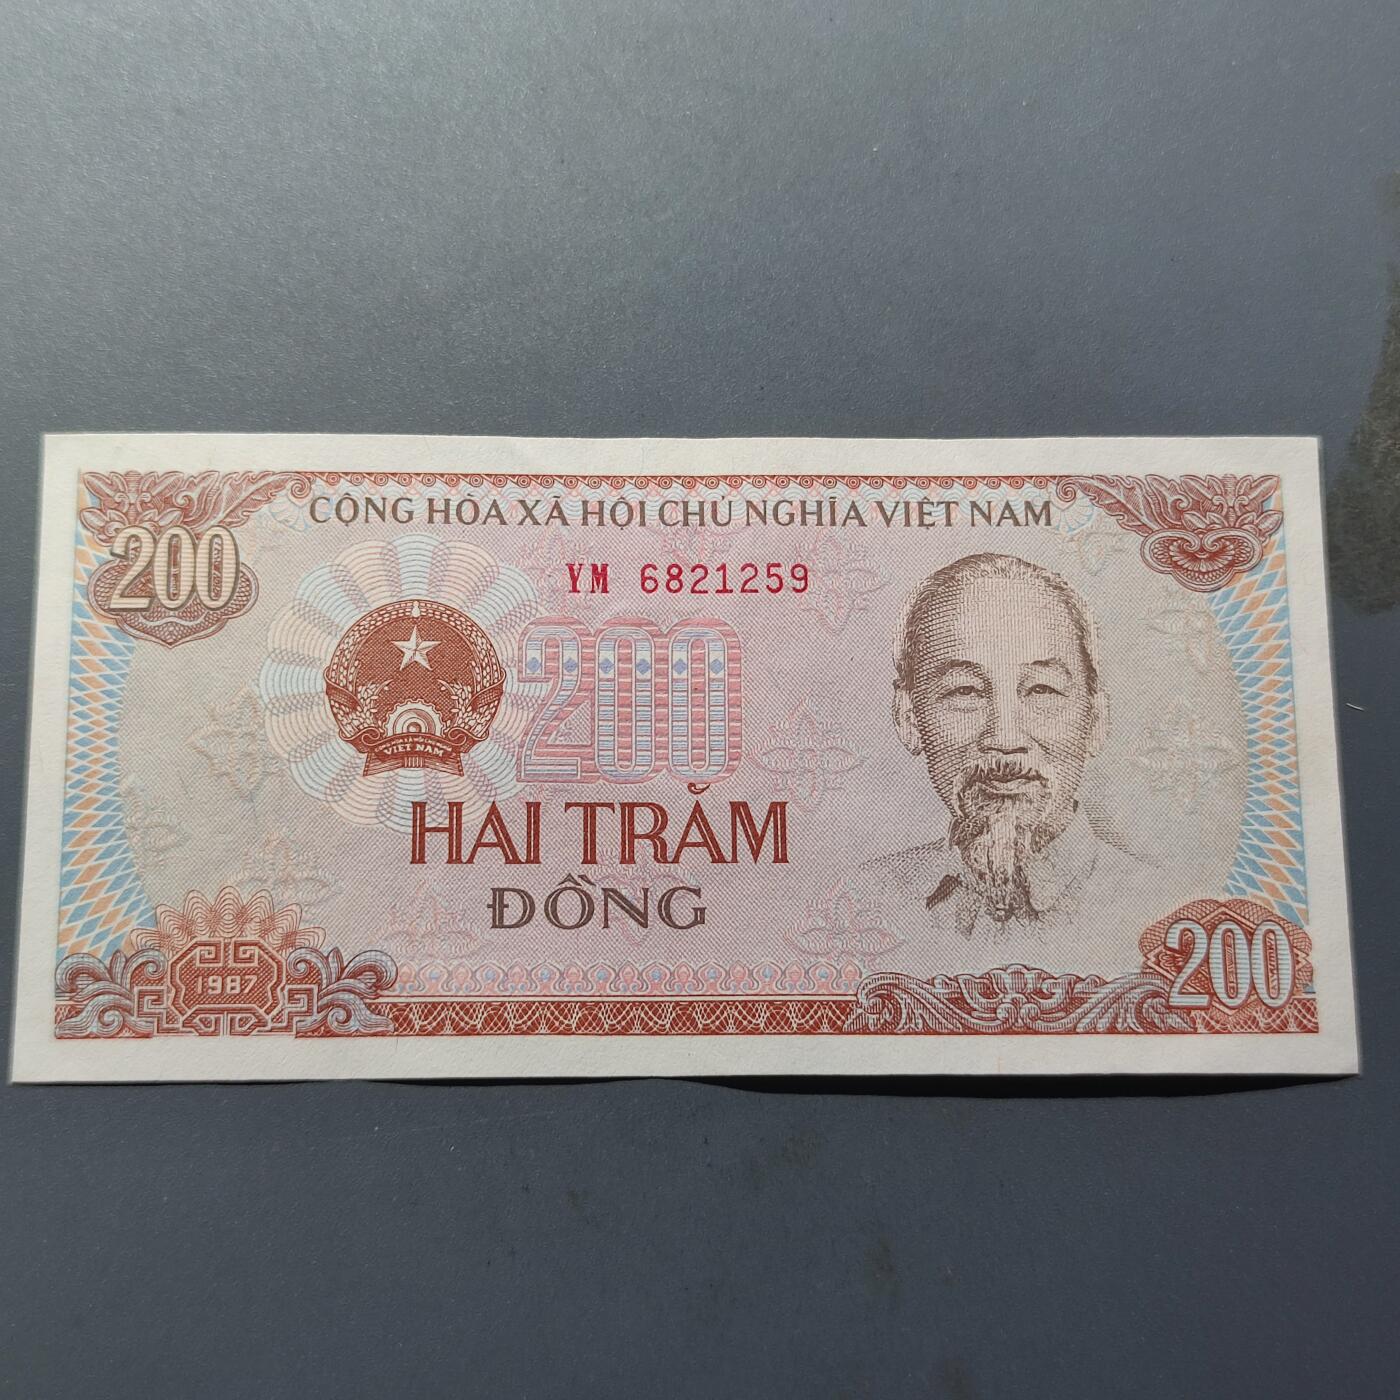 CỘNG HÒA XÃ HỘI CHỦ NGHĨA VIỆT NAM
200
YM 6821259
200
VIỆT NAM
HAI TRĂM
ĐỒNG
1987
200